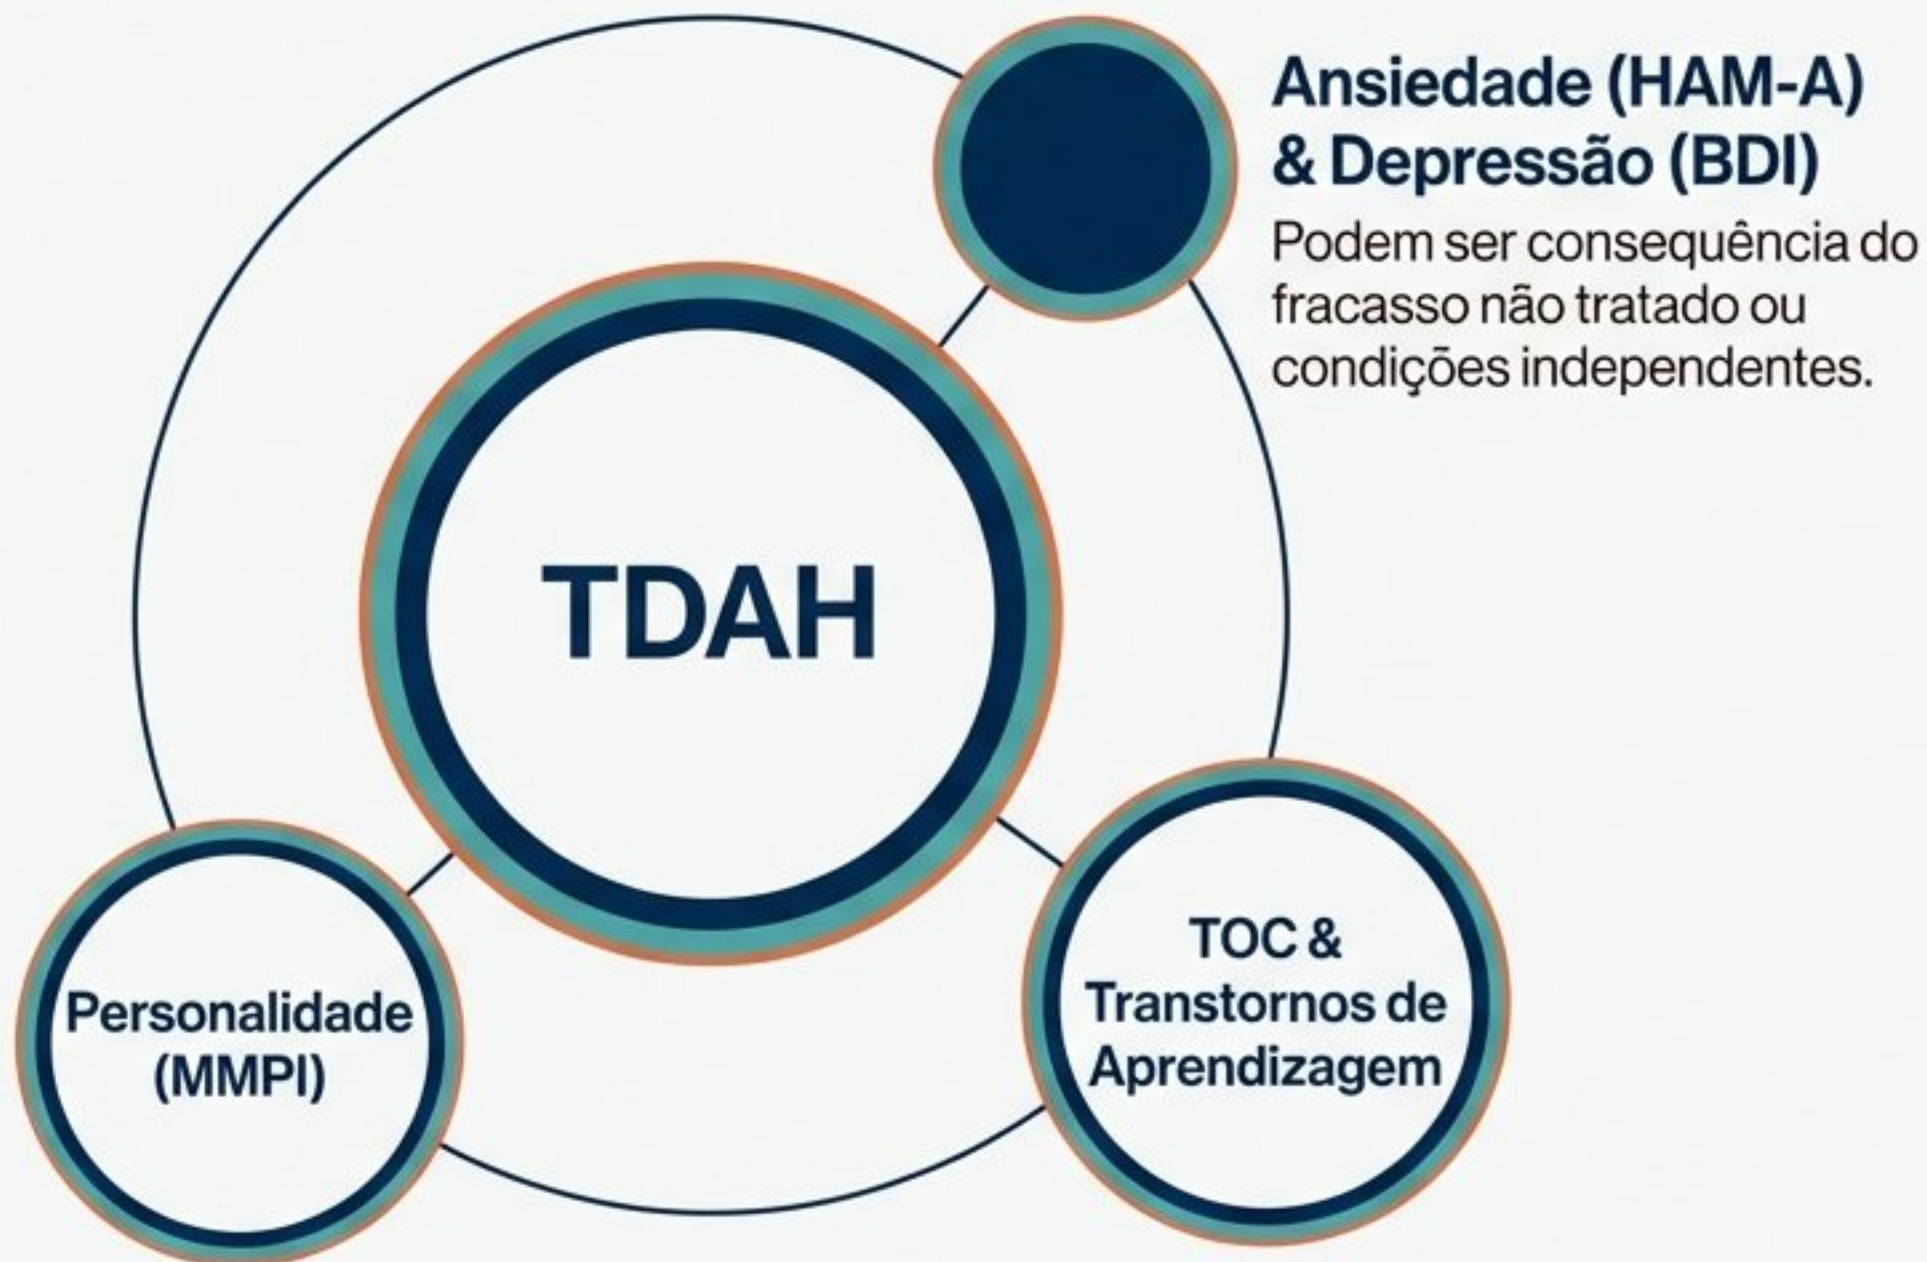 Ansiedade (HAM-A)
& Depressão (BDI)
Podem ser consequência do
fracasso não tratado ou
condições independentes.
TDAH
Personalidade
(MMPI)
TOC &
Transtornos de
Aprendizagem